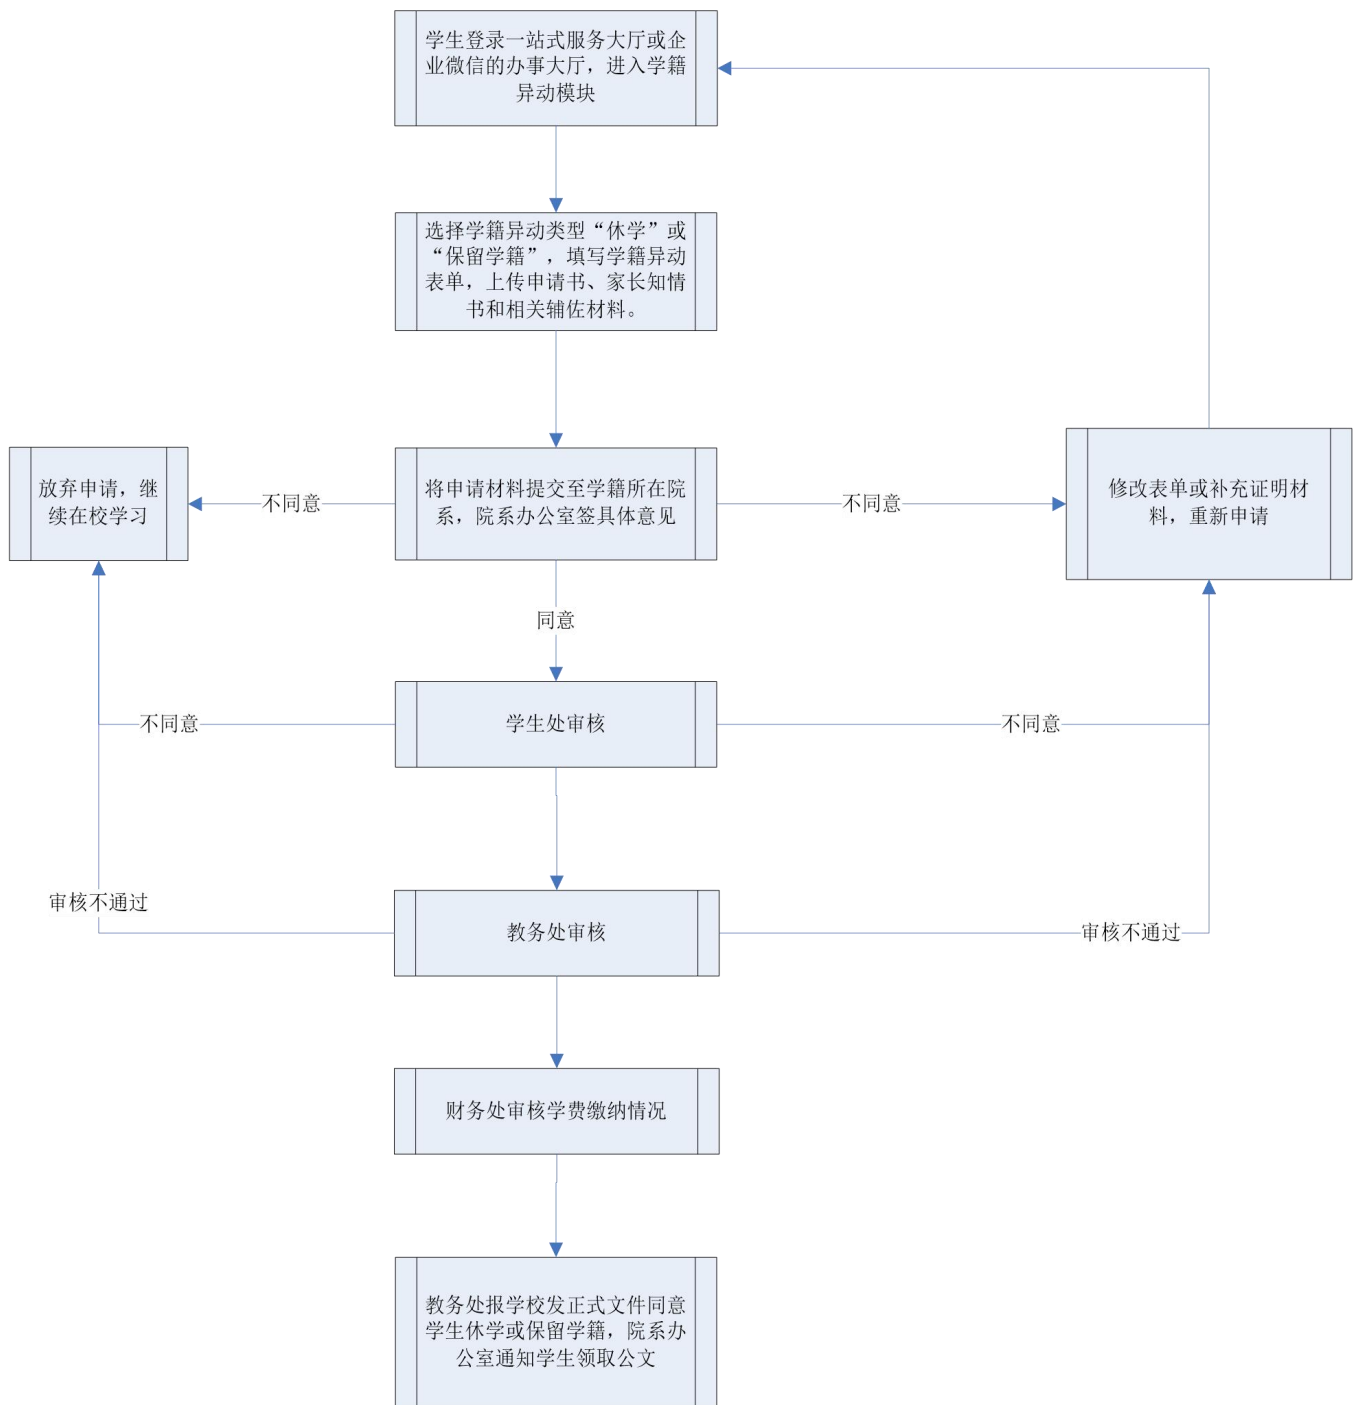 学生登录一站式服务大厅或企
业微信的办事大厅，进入学籍
异动模块
选择学籍异动类型“休学”或
“保留学籍”，填写学籍异动
表单，上传申请书、家长知情
书和相关辅佐材料。
放弃申请，继
续在校学习
不同意
将申请材料提交至学籍所在院
系，院系办公室签具体意见
不同意
修改表单或补充证明材
料，重新申请
同意
不同意
学生处审核
不同意
审核不通过
教务处审核
审核不通过
财务处审核学费缴纳情况
教务处报学校发正式文件同意
学生休学或保留学籍，院系办
公室通知学生领取公文